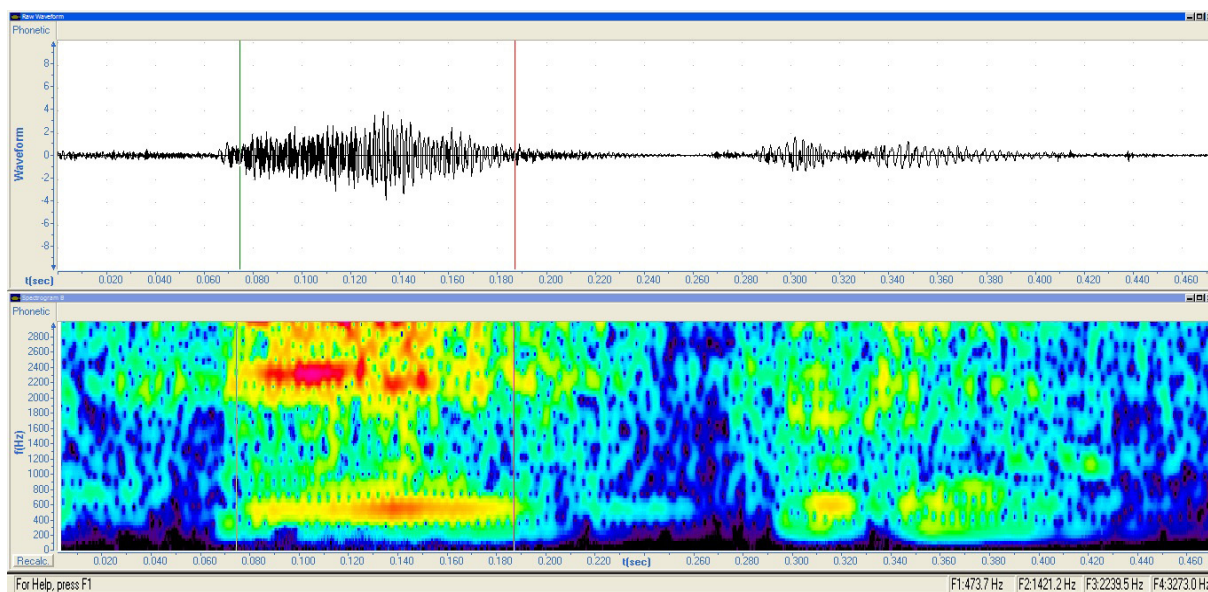 Raw Waveform
Phonetic
Waveform
8
6
4
2
0
-2
-4
-6
-8
t(sec) 0.020 0.040 0.060 0.080 0.100 0.120 0.140 0.160 0.180 0.200 0.220 0.240 0.260 0.280 0.300 0.320 0.340 0.360 0.380 0.400 0.420 0.440 0.460
Spectrogram B
Phonetic
f(Hz)
2800
2600
2400
2200
2000
1800
1600
1400
1200
1000
800
600
400
200
0
Recalc. 0.020 0.040 0.060 0.080 0.100 0.120 0.140 0.160 0.180 0.200 0.220 t(sec) 0.260 0.280 0.300 0.320 0.340 0.360 0.380 0.400 0.420 0.440 0.460
For Help, press F1 F1:473.7 Hz F2:1421.2 Hz F3:2239.5 Hz F4:3273.0 Hz